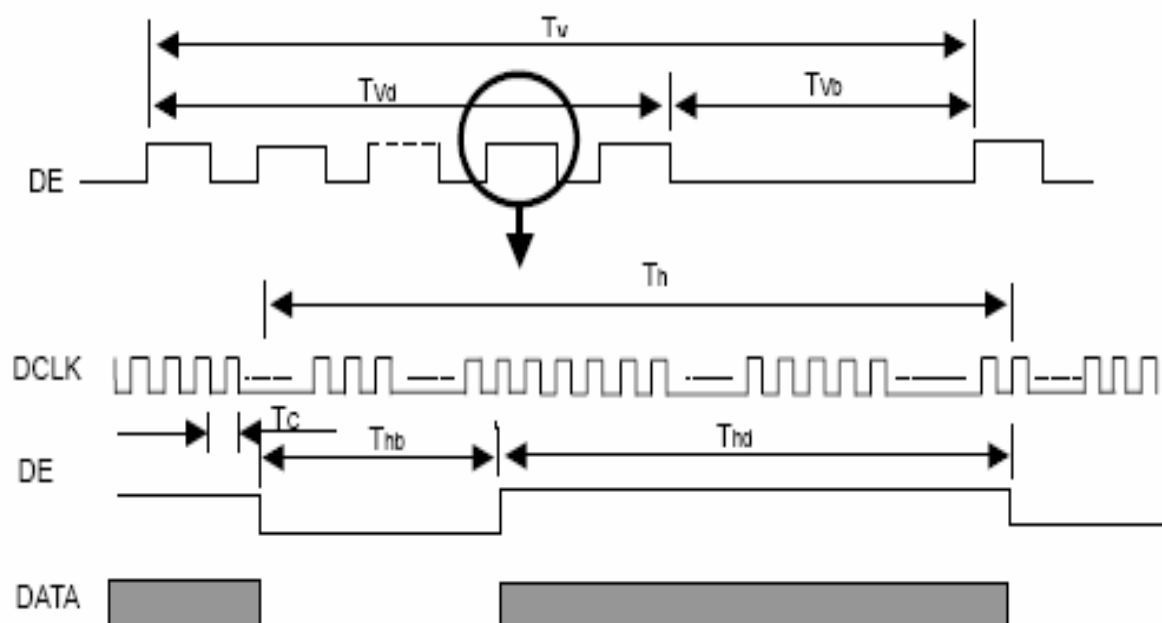 Tv
TVd
TVb
DE
Th
DCLK
TC
Thb
Thd
DE
DATA